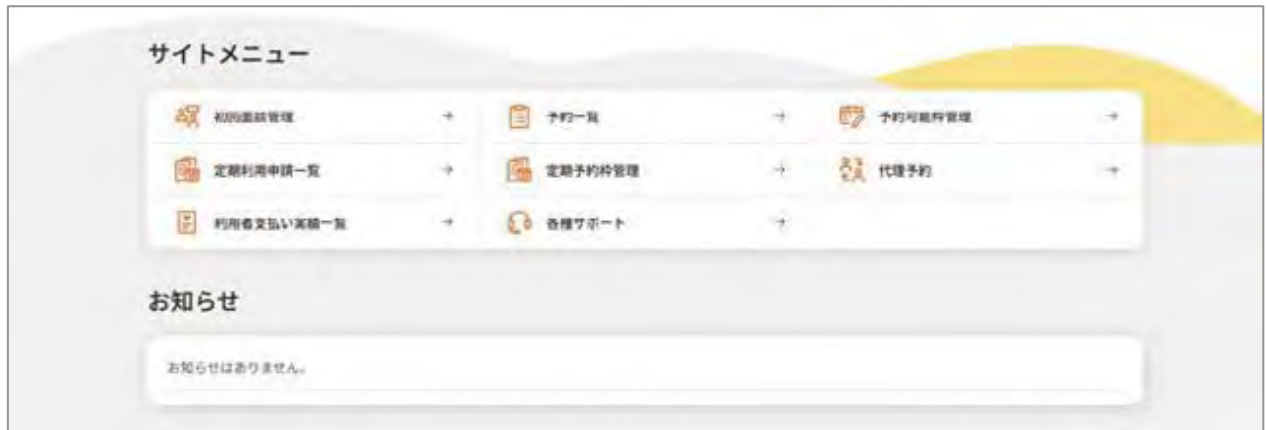 サイトメニュー
初回面談管理 → 予約一覧 → 予約可能枠管理 →
定期利用申請一覧 → 定期予約枠管理 → 代理予約 →
利用者支払い実績一覧 → 各種サポート →
お知らせ
お知らせはありません。